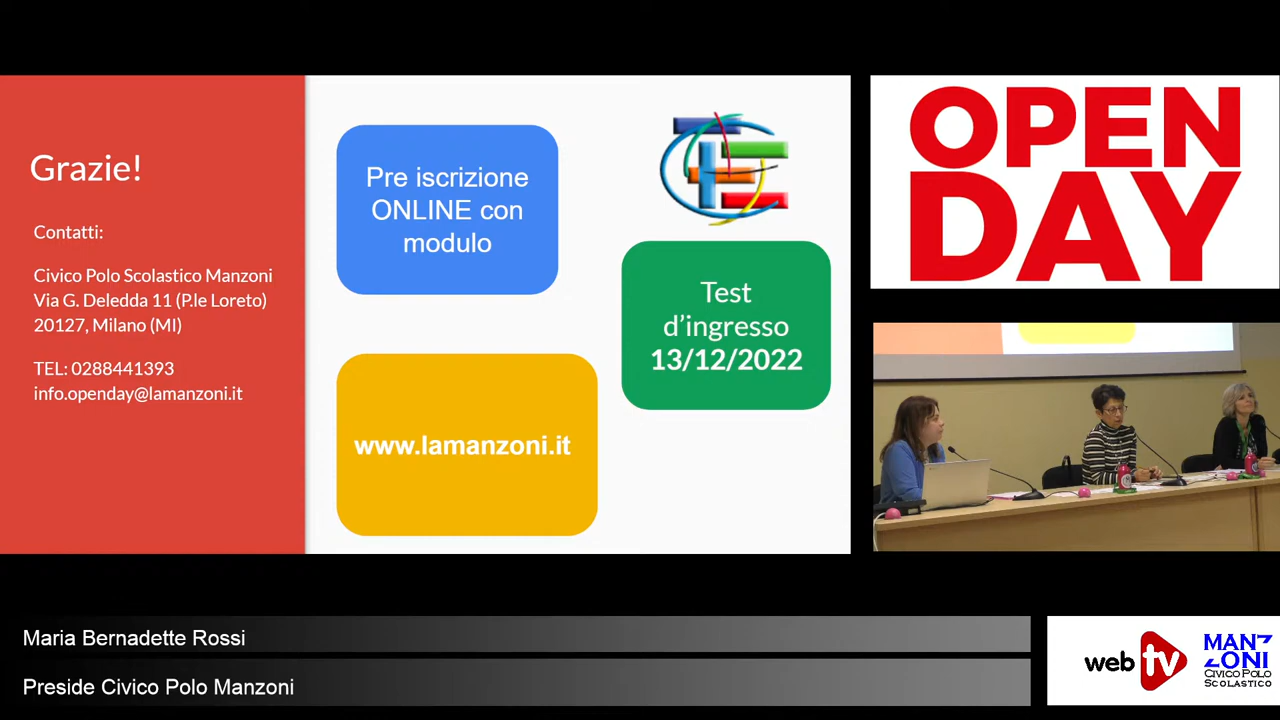 Grazie!
Contatti:
Civico Polo Scolastico Manzoni
Via G. Deledda 11 (P.le Loreto)
20127, Milano (MI)
TEL: 0288441393
info.openday@lamanzoni.it
Pre iscrizione
ONLINE con
modulo
Test
d’ingresso
13/12/2022
www.lamanzoni.it
OPEN
DAY
Maria Bernadette Rossi
Preside Civico Polo Manzoni
web tv
MANZ
ZONI
CIVICO POLO
SCOLASTICO